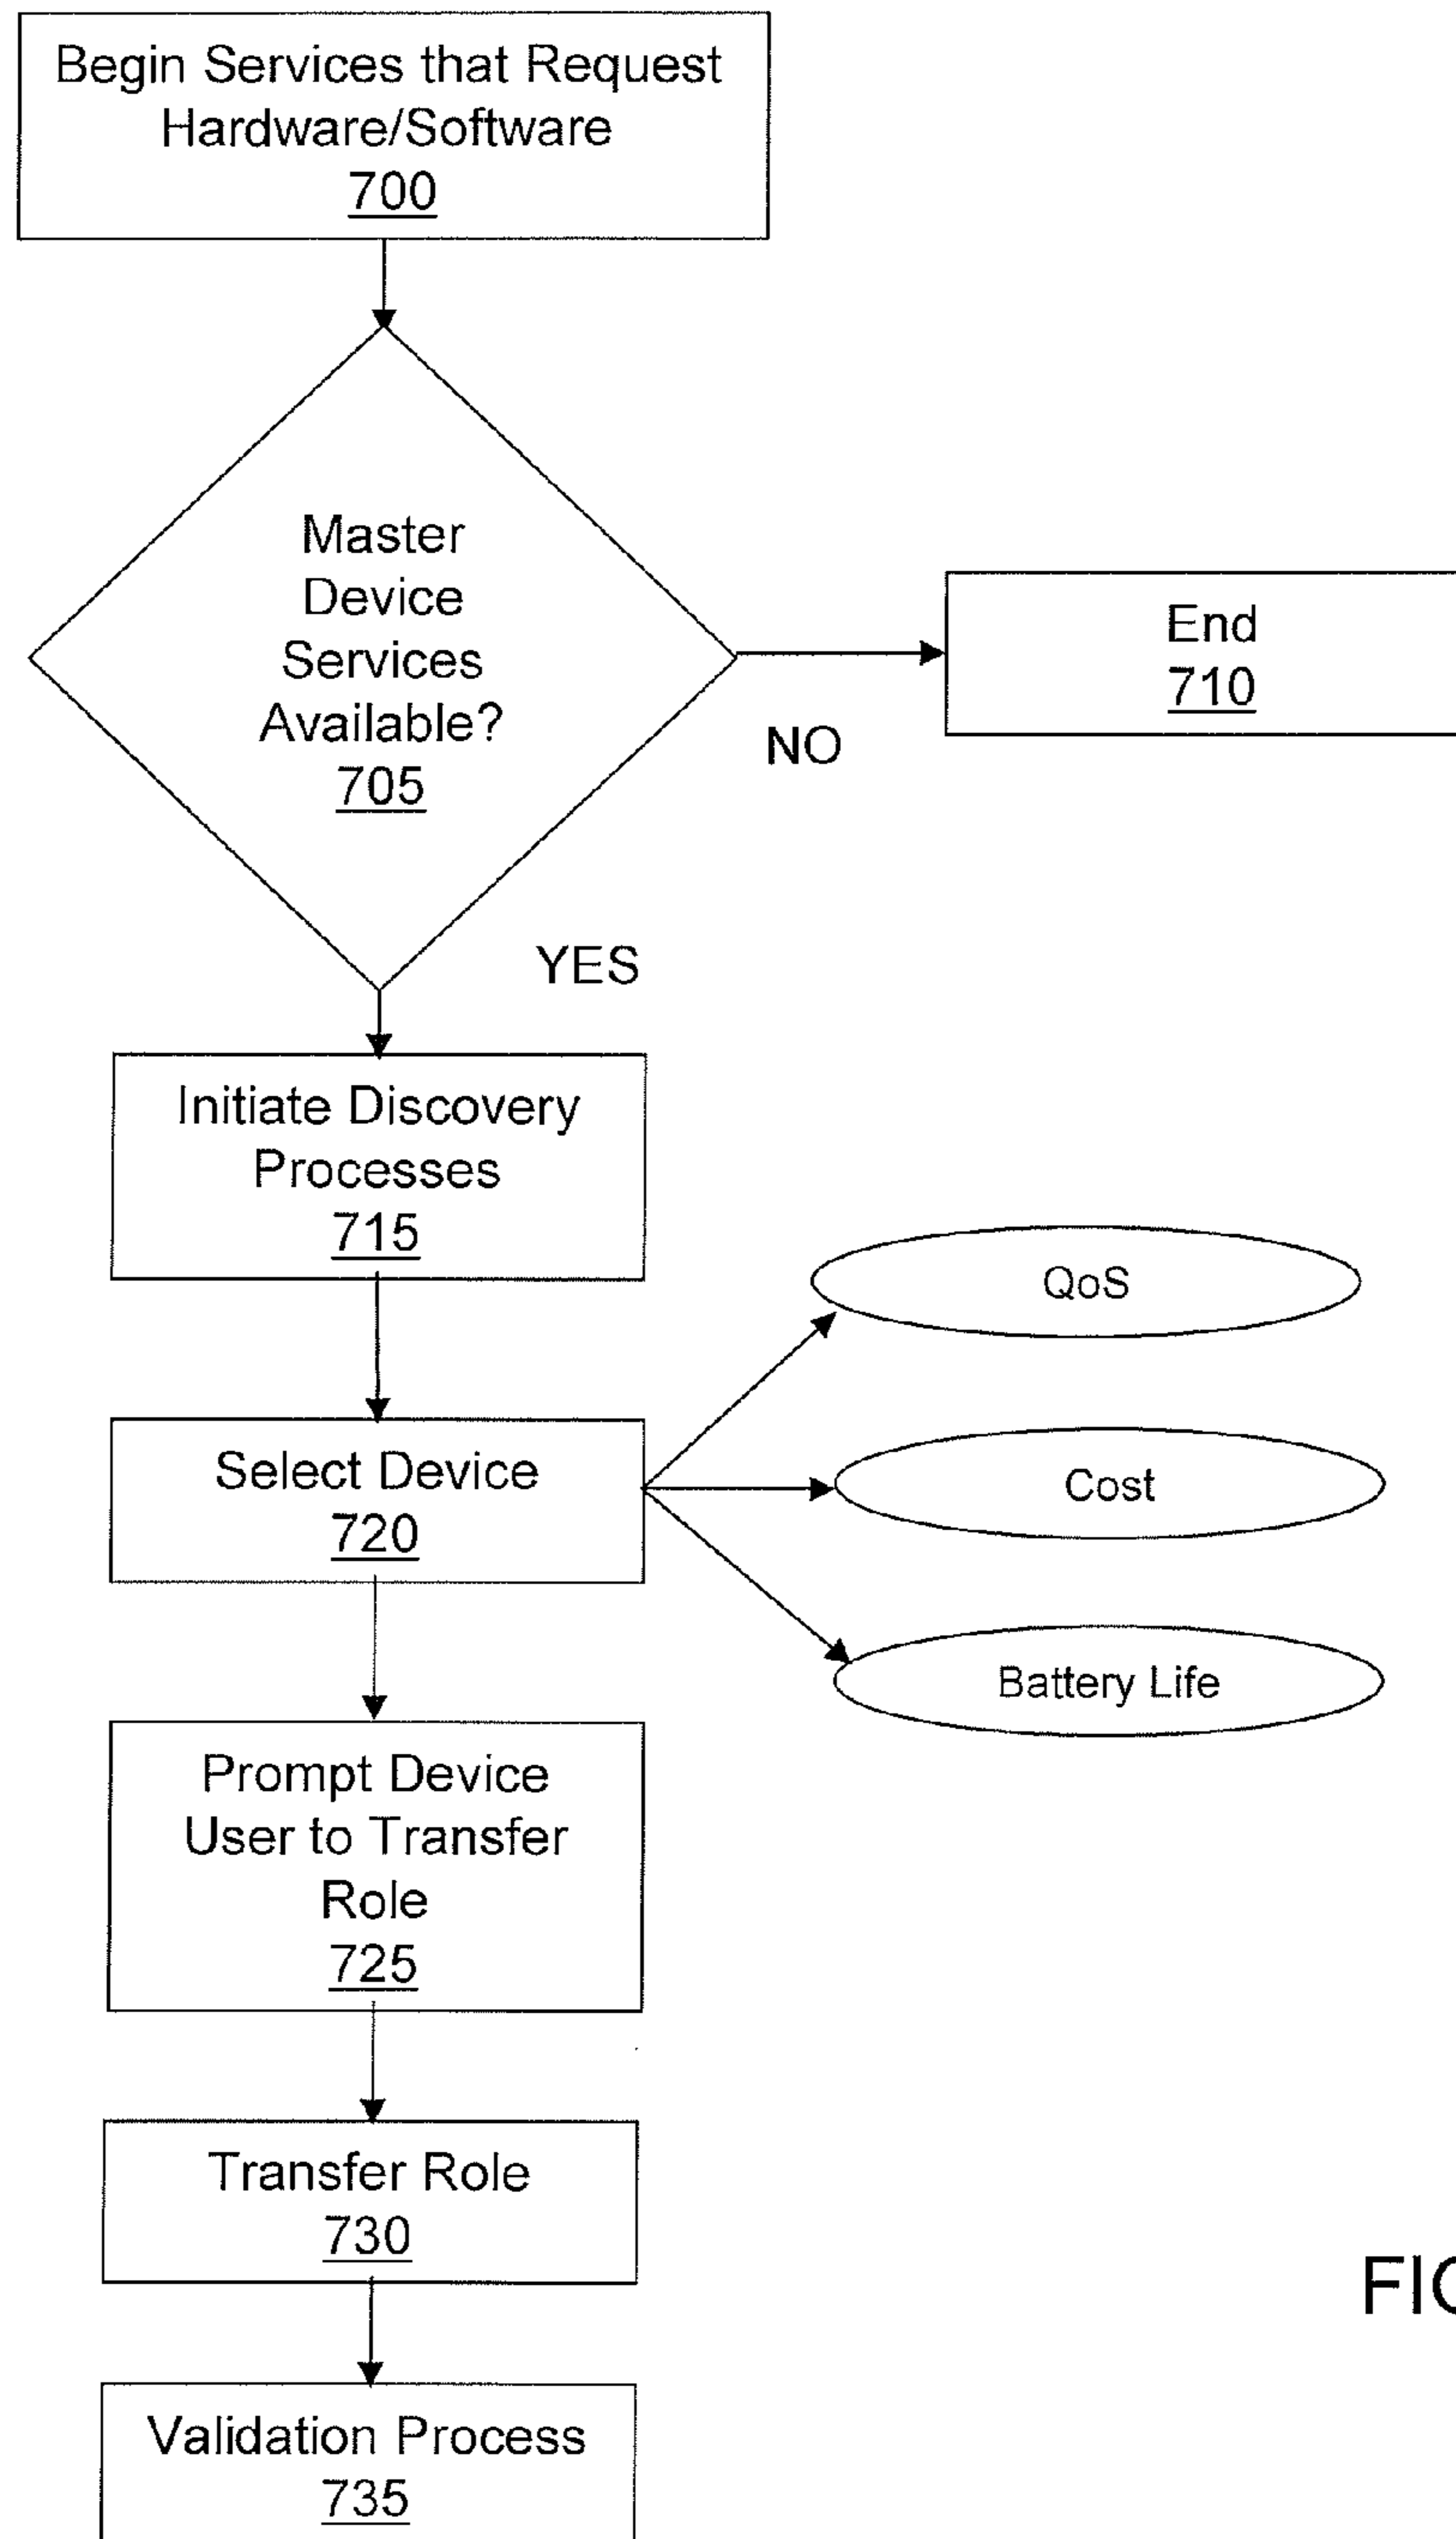 Begin Services that Request
Hardware/Software
700
Master
Device
Services
Available?
705
End
710
NO
YES
Initiate Discovery
Processes
715
QoS
Select Device
720
Cost
Battery Life
Prompt Device
User to Transfer
Role
725
Transfer Role
730
Validation Process
735